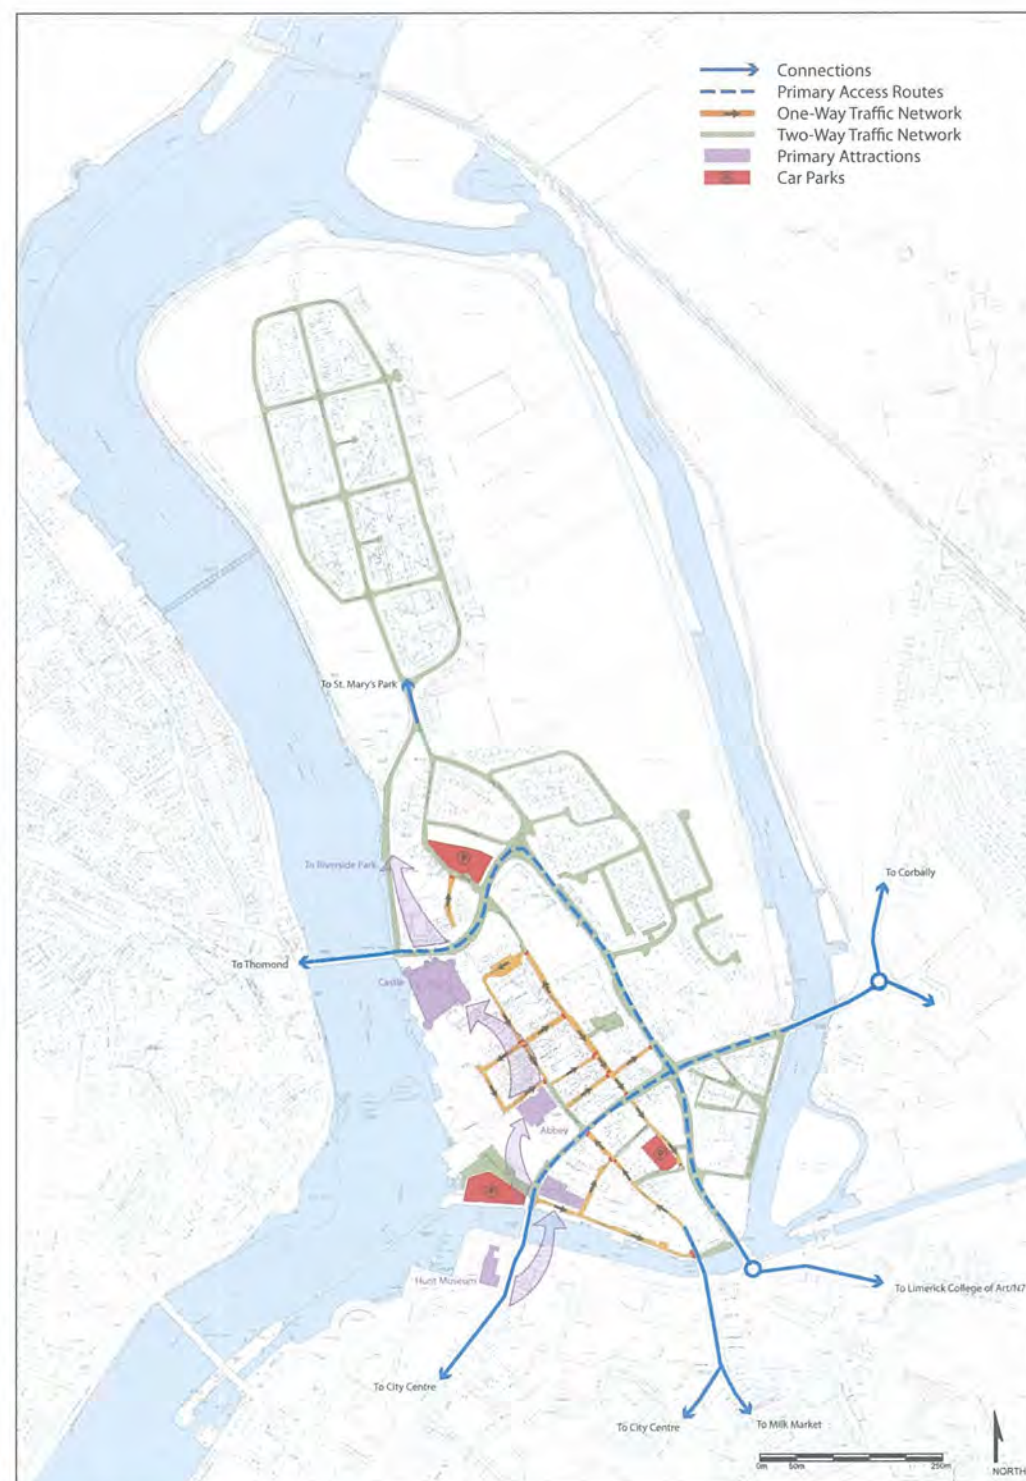 Connections
Primary Access Routes
One-Way Traffic Network
Two-Way Traffic Network
Primary Attractions
Car Parks
To St. Mary's Park
To Riverside Park
To Corbally
To Thomond
Castle
Abbey
Hunt Museum
To Limerick College of Art/N7
To City Centre
To City Centre
To Milk Market
0m 50m 250m
NORTH